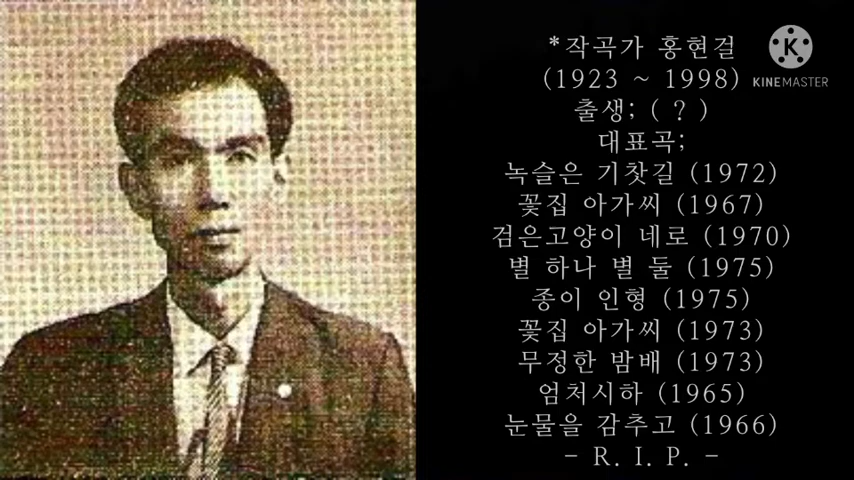 *작곡가 홍현걸
(1923 ~ 1998)
출생; ( ? )
대표곡;
녹슬은 기찻길 (1972)
꽃집 아가씨 (1967)
검은고양이 네로 (1970)
별 하나 별 둘 (1975)
종이 인형 (1975)
꽃집 아가씨 (1973)
무정한 밤배 (1973)
엄처시하 (1965)
눈물을 감추고 (1966)
- R. I. P. -
K
KINEMASTER